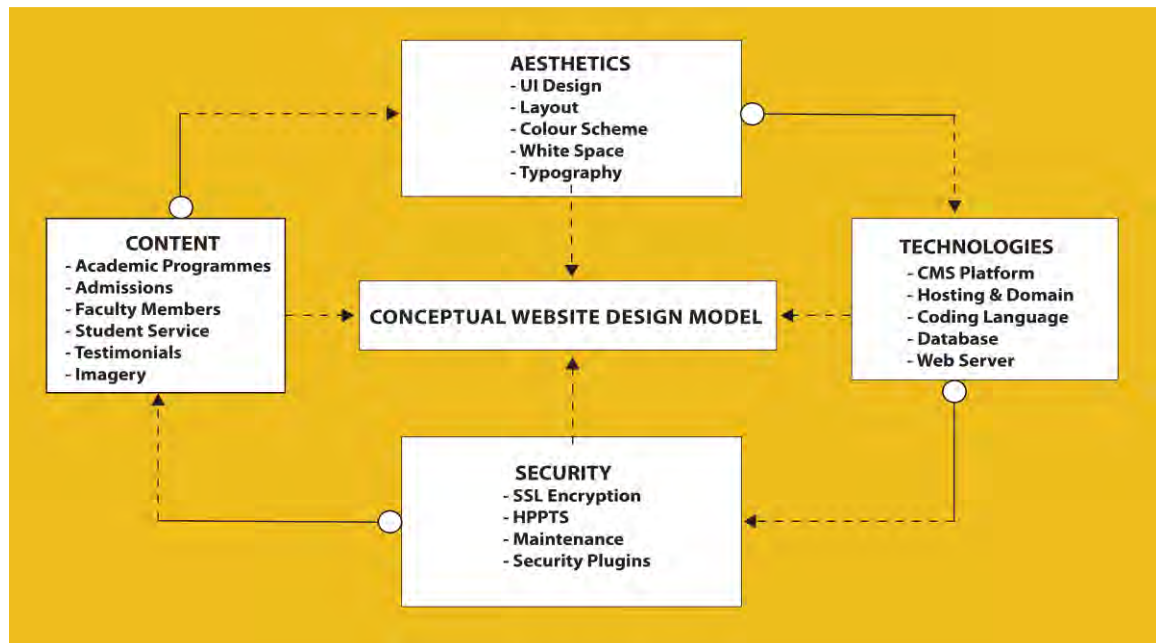 AESTHETICS
- UI Design
- Layout
- Colour Scheme
- White Space
- Typography
CONTENT
- Academic Programmes
- Admissions
- Faculty Members
- Student Service
- Testimonials
- Imagery
CONCEPTUAL WEBSITE DESIGN MODEL
TECHNOLOGIES
- CMS Platform
- Hosting & Domain
- Coding Language
- Database
- Web Server
SECURITY
- SSL Encryption
- HPPTS
- Maintenance
- Security Plugins